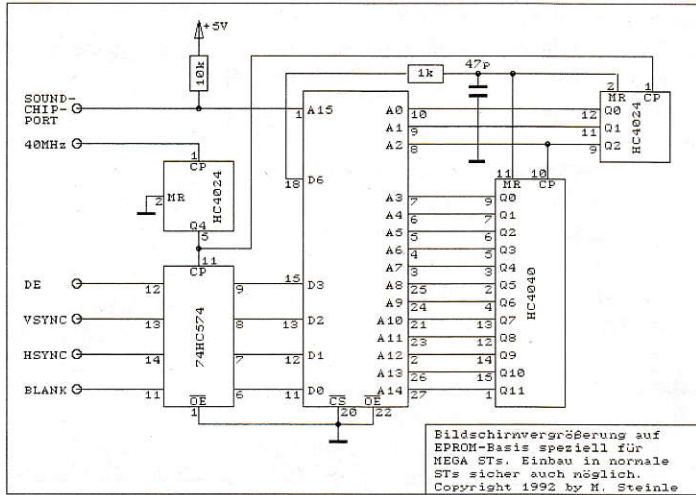 +5V
10k
SOUND-
CHIP-
PORT
40MHz
1
CP
2 MR
HC4024
Q4
5
11
CP
74HC574
DE 12 9 15 D3
VSYNC 13 8 13 D2
HSYNC 14 7 12 D1
BLANK 11 6 11 D0
OE
1
1 A15
18 D6
CS OE
20 22
1k
47p
A0 10 12 Q0
A1 9 11 Q1
A2 8 9 Q2
2 1
MR CP
HC4024
11 10
MR CP
HC4040
A3 7 9 Q0
A4 6 7 Q1
A5 5 6 Q2
A6 4 5 Q3
A7 3 3 Q4
A8 25 2 Q5
A9 24 4 Q6
A10 21 13 Q7
A11 23 12 Q8
A12 2 14 Q9
A13 26 15 Q10
A14 27 1 Q11
Bildschirmvergrößerung auf
EPROM-Basis speziell für
MEGA STs. Einbau in normale
STs sicher auch möglich.
Copyright 1992 by M. Steinle